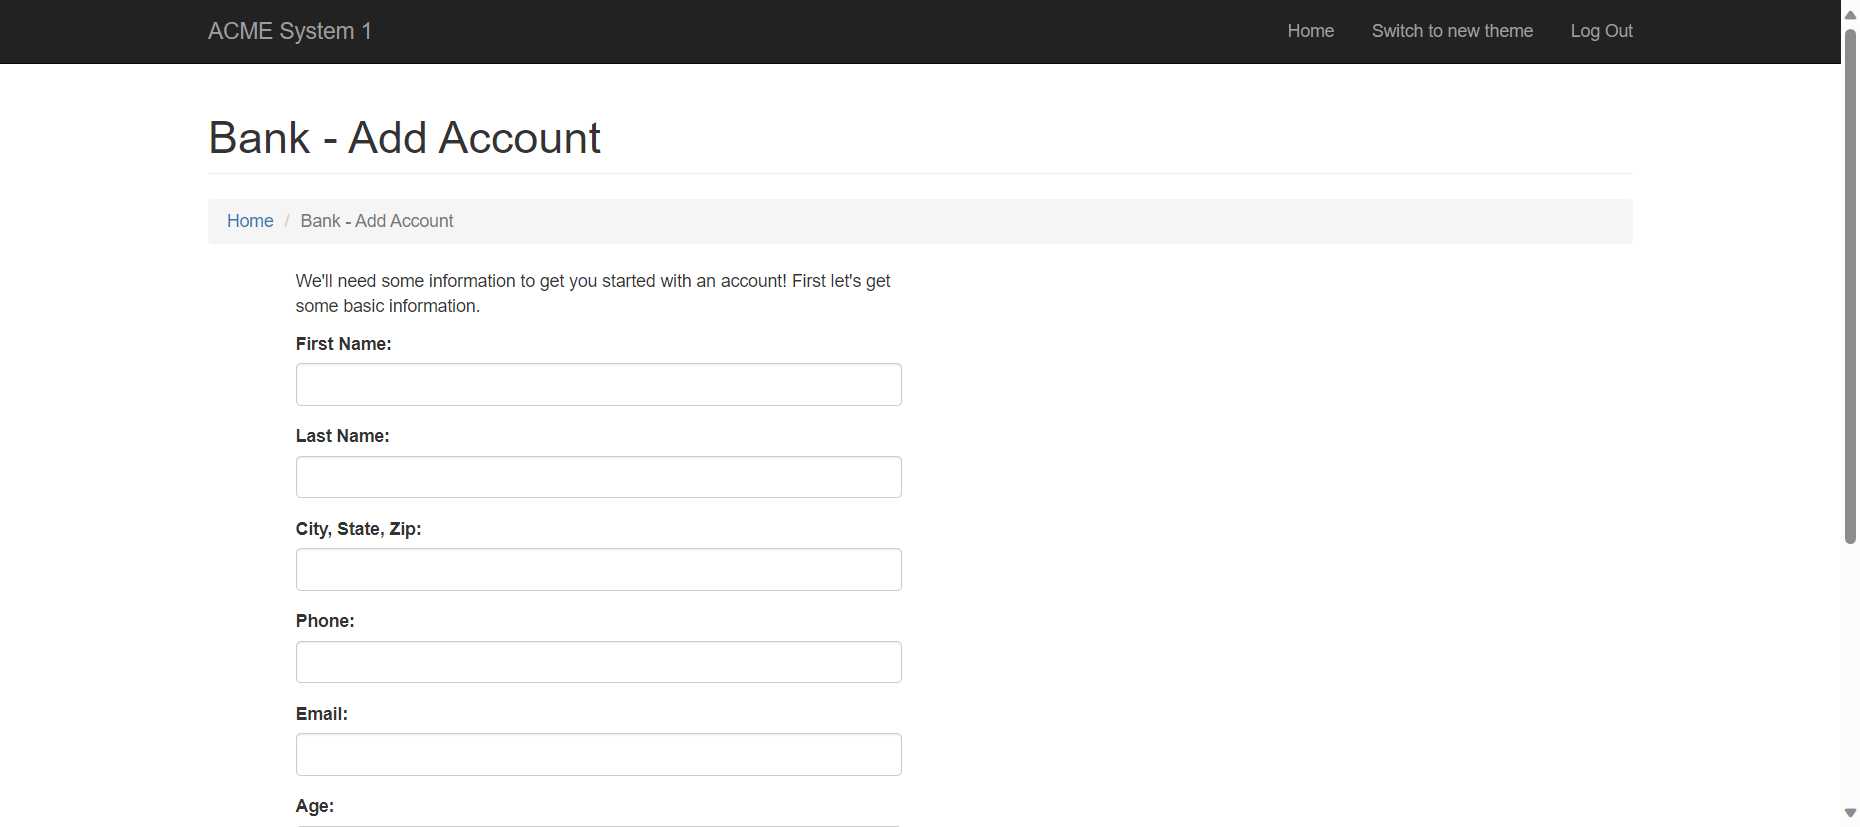 ACME System 1
Home
Switch to new theme
Log Out
Bank - Add Account
Home / Bank - Add Account
We'll need some information to get you started with an account! First let's get
some basic information.
First Name:
Last Name:
City, State, Zip:
Phone:
Email:
Age: